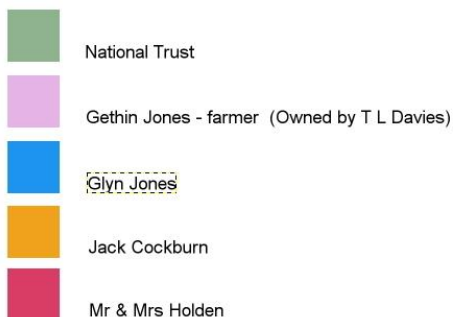 National Trust
Gethin Jones - farmer (Owned by T L Davies)
Glyn Jones
Jack Cockburn
Mr & Mrs Holden